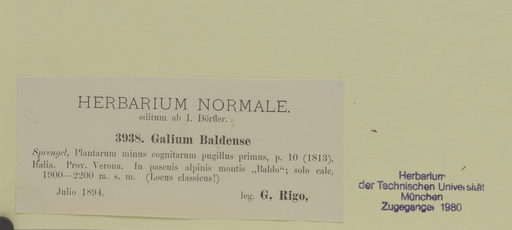 HERBARIUM NORMALE.
editum ab I. Dörfler.
3938. Galium Baldense
Sprengel, Plantarum minus cognitarum pugillus primus, p. 10 (1813).
Italia. Prov. Verona. In pascuis alpinis montis „Baldo“; solo calc.
1900—2200 m. s. m. (Locus classicus!)
Julio 1894. leg. G. Rigo,
Herbarium
der Technischen Universität
München
Zugegangen 1980